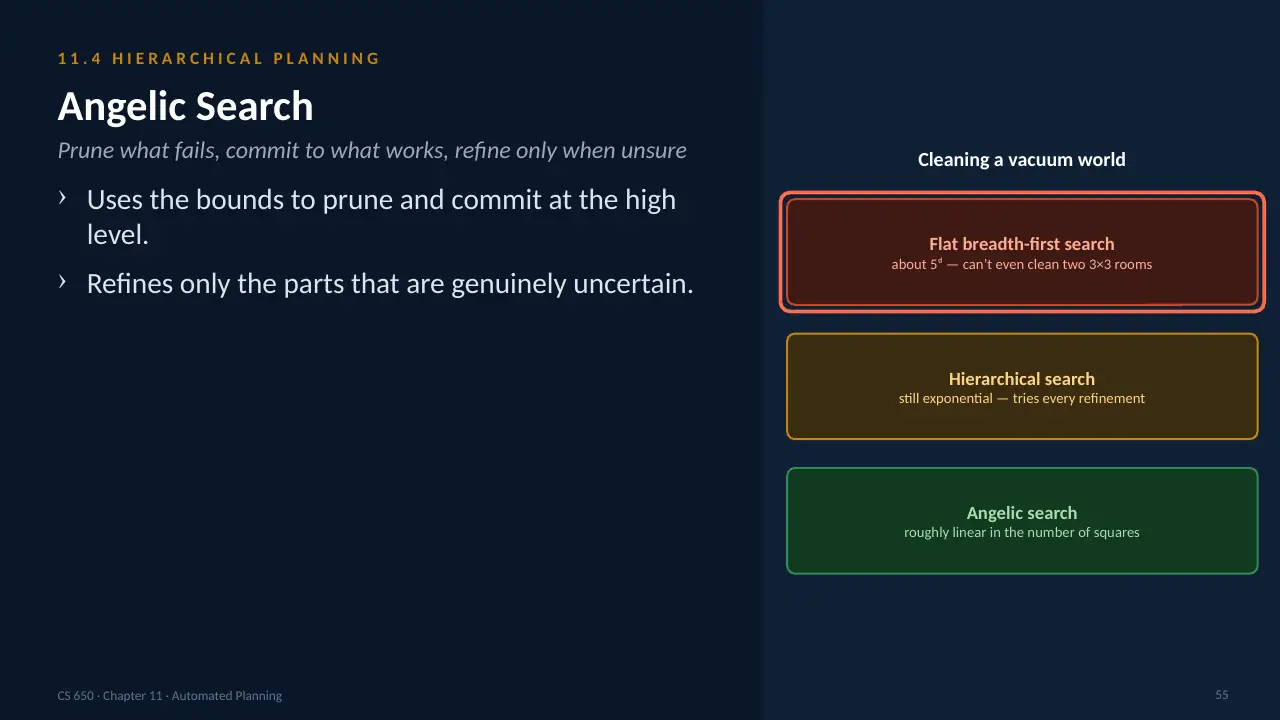 11.4 HIERARCHICAL PLANNING
Angelic Search
Prune what fails, commit to what works, refine only when unsure
› Uses the bounds to prune and commit at the high
level.
› Refines only the parts that are genuinely uncertain.
Cleaning a vacuum world
Flat breadth-first search
about 5ᵈ — can't even clean two 3×3 rooms
Hierarchical search
still exponential — tries every refinement
Angelic search
roughly linear in the number of squares
CS 650 · Chapter 11 · Automated Planning
55